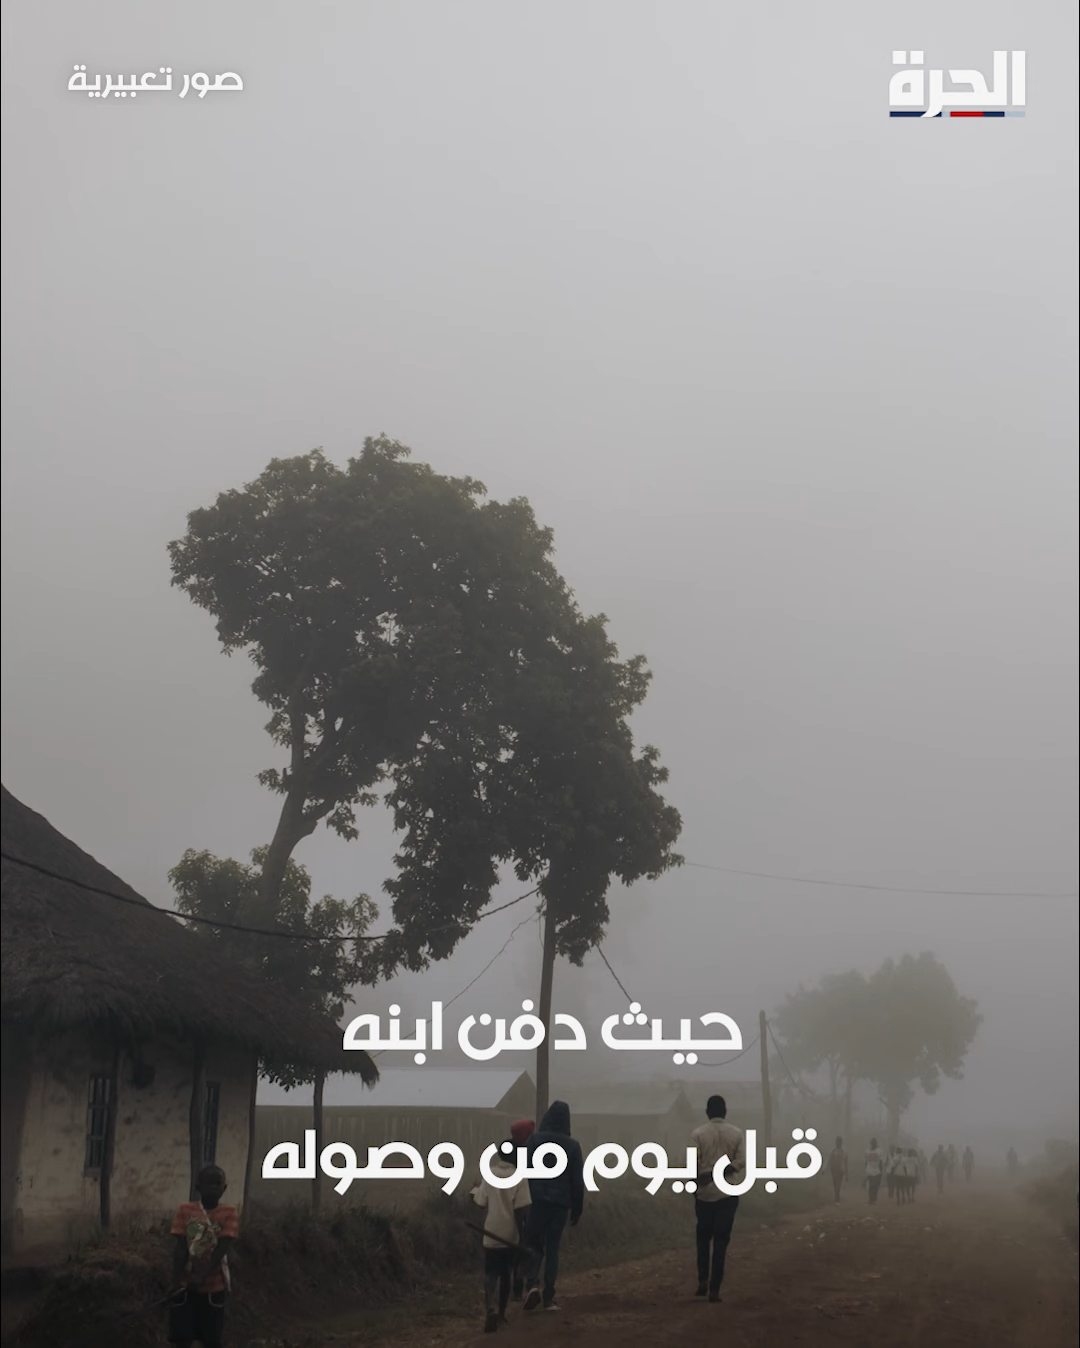 الحرة
صور تعبيرية
حيث دفن ابنه
قبل يوم من وصوله